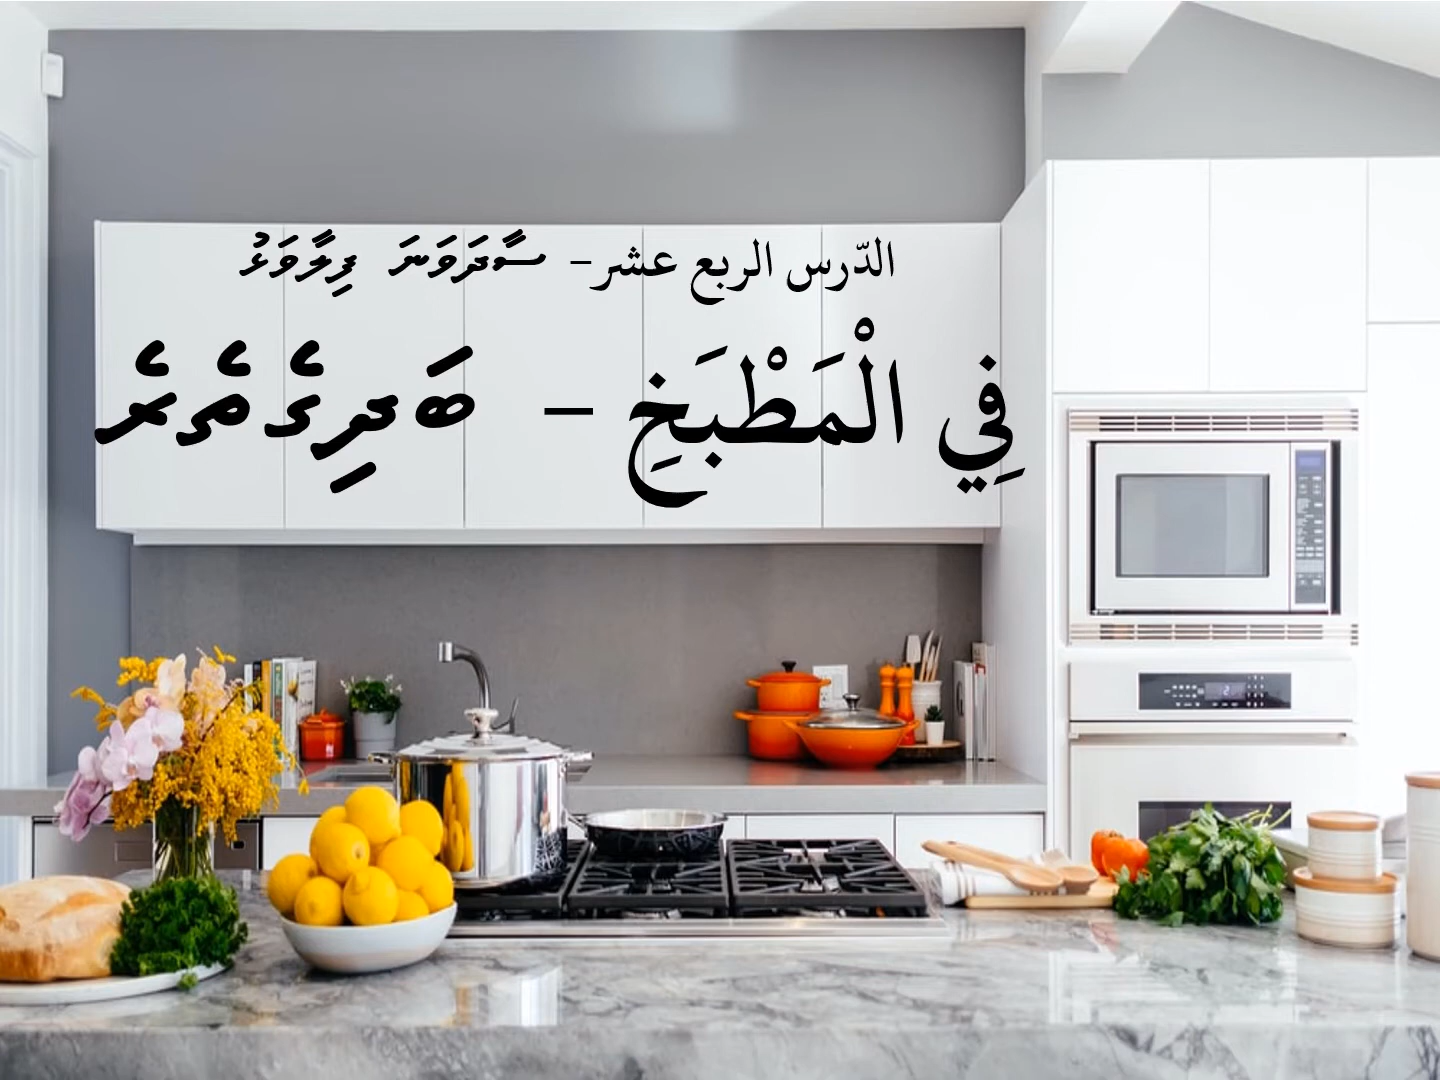 الدّرس الربع عشر- ސާދަވަނަ ފިލާވަޅު
فِي الْمَطْبَخِ – ބަދިގެތެރެ